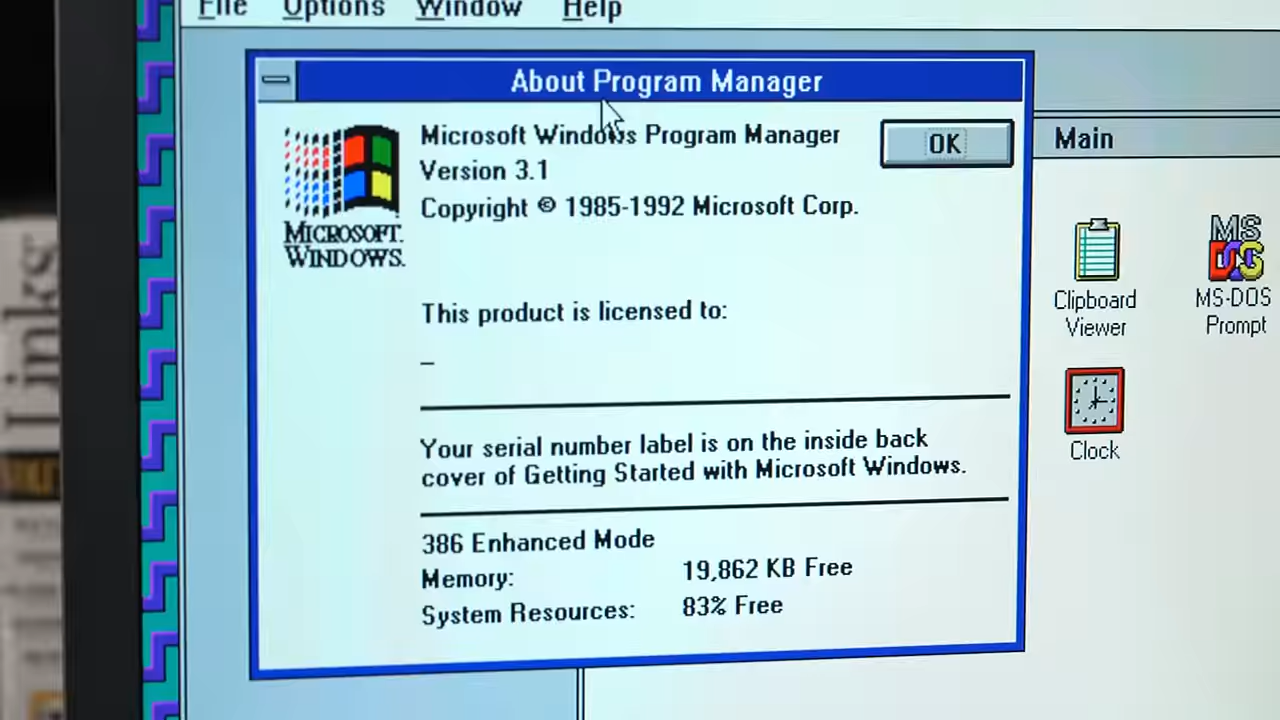 File Options Window Help
About Program Manager
Microsoft Windows Program Manager
Version 3.1
Copyright © 1985-1992 Microsoft Corp.
OK
MICROSOFT.
WINDOWS.
This product is licensed to:
_
Your serial number label is on the inside back
cover of Getting Started with Microsoft Windows.
386 Enhanced Mode
Memory: 19,862 KB Free
System Resources: 83% Free
Main
Clipboard
Viewer
MS
DOS
MS-DOS
Prompt
Clock
Links